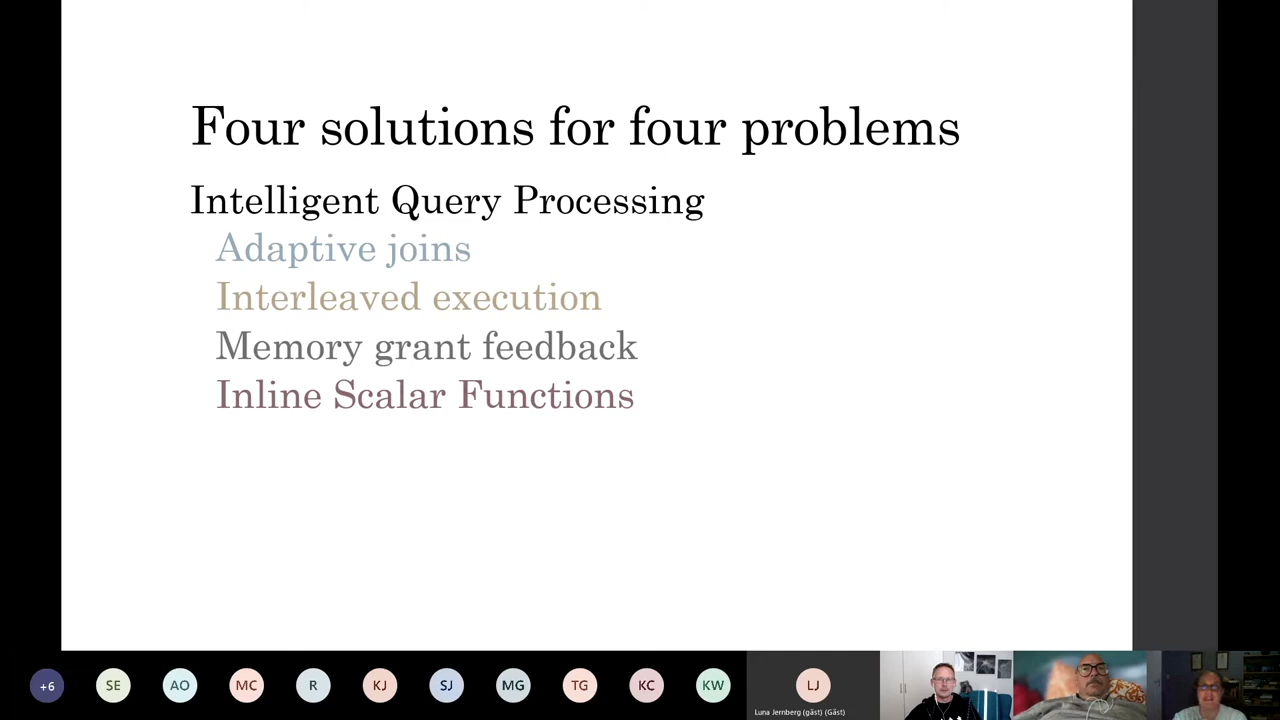 Four solutions for four problems
Intelligent Query Processing
Adaptive joins
Interleaved execution
Memory grant feedback
Inline Scalar Functions
+6
SE
AO
MC
R
KJ
SJ
MG
TG
KC
KW
LJ
Luna Jernberg (gäst) (Gäst)